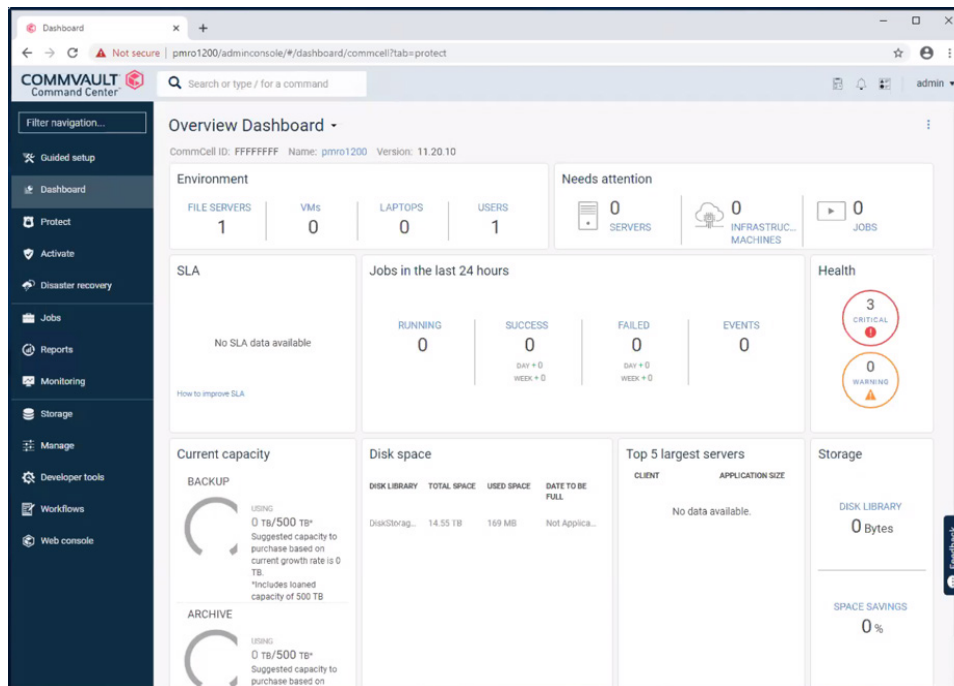 Dashboard
Not secure | pmro1200/adminconsole/#/dashboard/commcell?tab=protect
COMMVAULT
Command Center
Search or type / for a command
admin
Filter navigation...
Guided setup
Dashboard
Protect
Activate
Disaster recovery
Jobs
Reports
Monitoring
Storage
Manage
Developer tools
Workflows
Web console
Overview Dashboard
CommCell ID: FFFFFFFF Name: pmro1200 Version: 11.20.10
Environment
FILE SERVERS
1
VMs
0
LAPTOPS
0
USERS
1
Needs attention
0
SERVERS
0
INFRASTRUC...
MACHINES
0
JOBS
SLA
No SLA data available
How to improve SLA
Jobs in the last 24 hours
RUNNING
0
SUCCESS
0
DAY + 0
WEEK + 0
FAILED
0
DAY + 0
WEEK + 0
EVENTS
0
Health
3
CRITICAL
0
WARNING
Current capacity
BACKUP
USING
0 TB/500 TB*
Suggested capacity to
purchase based on
current growth rate is 0
TB.
*Includes loaned
capacity of 500 TB
ARCHIVE
USING
0 TB/500 TB*
Suggested capacity to
purchase based on
Disk space
DISK LIBRARY TOTAL SPACE USED SPACE DATE TO BE
FULL
DiskStorag... 14.55 TB 169 MB Not Applica...
Top 5 largest servers
CLIENT APPLICATION SIZE
No data available.
Storage
DISK LIBRARY
0 Bytes
SPACE SAVINGS
0 %
Feedback